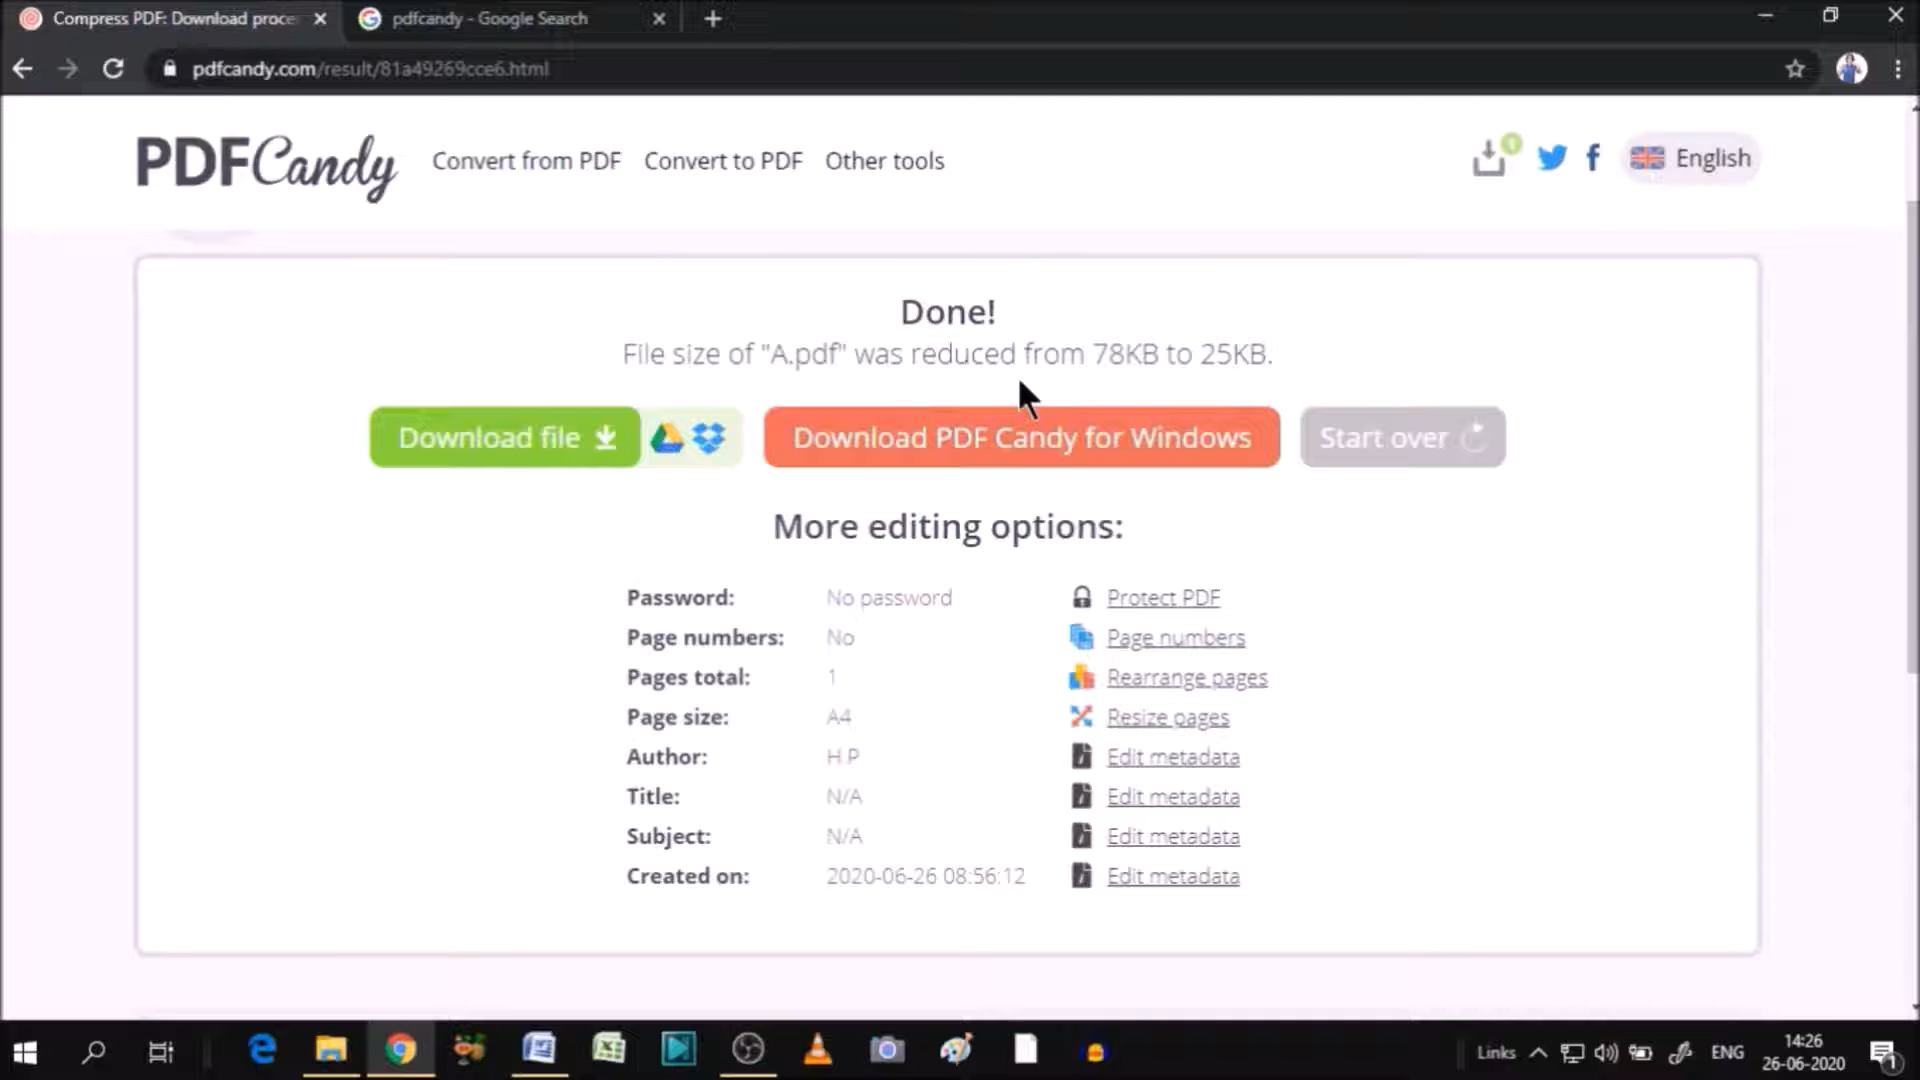 Compress PDF: Download proce
pdfcandy - Google Search
pdfcandy.com/result/81a49269cce6.html
PDFCandy
Convert from PDF Convert to PDF Other tools
English
Done!
File size of "A.pdf" was reduced from 78KB to 25KB.
Download file
Download PDF Candy for Windows
Start over
More editing options:
Password: No password Protect PDF
Page numbers: No Page numbers
Pages total: 1 Rearrange pages
Page size: A4 Resize pages
Author: H.P Edit metadata
Title: N/A Edit metadata
Subject: N/A Edit metadata
Created on: 2020-06-26 08:56:12 Edit metadata
Links
ENG
14:26
26-06-2020
1